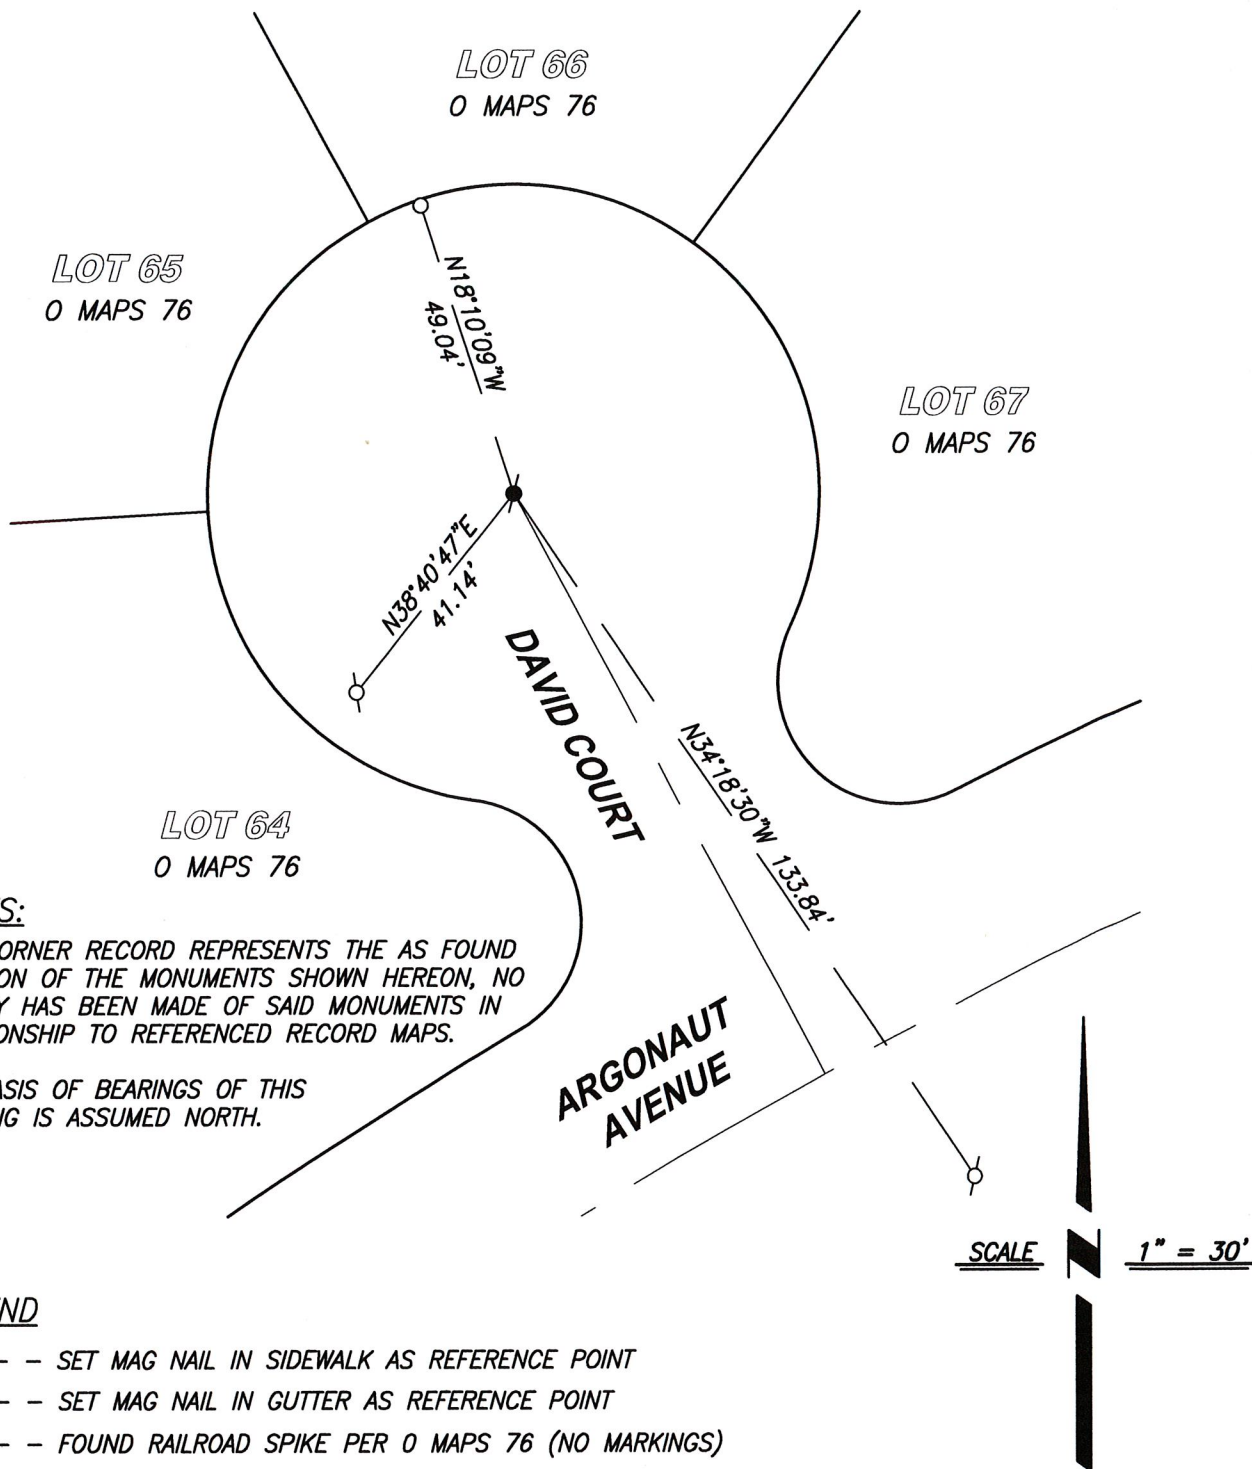 LOT 66
O MAPS 76
LOT 65
O MAPS 76
N18°10'09"W
49.04'
LOT 67
O MAPS 76
N38°40'47"E
41.14'
DAVID COURT
N34°18'30"W 133.84'
LOT 64
O MAPS 76
S:
ORNER RECORD REPRESENTS THE AS FOUND
ON OF THE MONUMENTS SHOWN HEREON, NO
Y HAS BEEN MADE OF SAID MONUMENTS IN
ONSHIP TO REFERENCED RECORD MAPS.
ASIS OF BEARINGS OF THIS
NG IS ASSUMED NORTH.
ARGONAUT
AVENUE
SCALE N 1" = 30'
ND
- - SET MAG NAIL IN SIDEWALK AS REFERENCE POINT
- - SET MAG NAIL IN GUTTER AS REFERENCE POINT
- - FOUND RAILROAD SPIKE PER O MAPS 76 (NO MARKINGS)